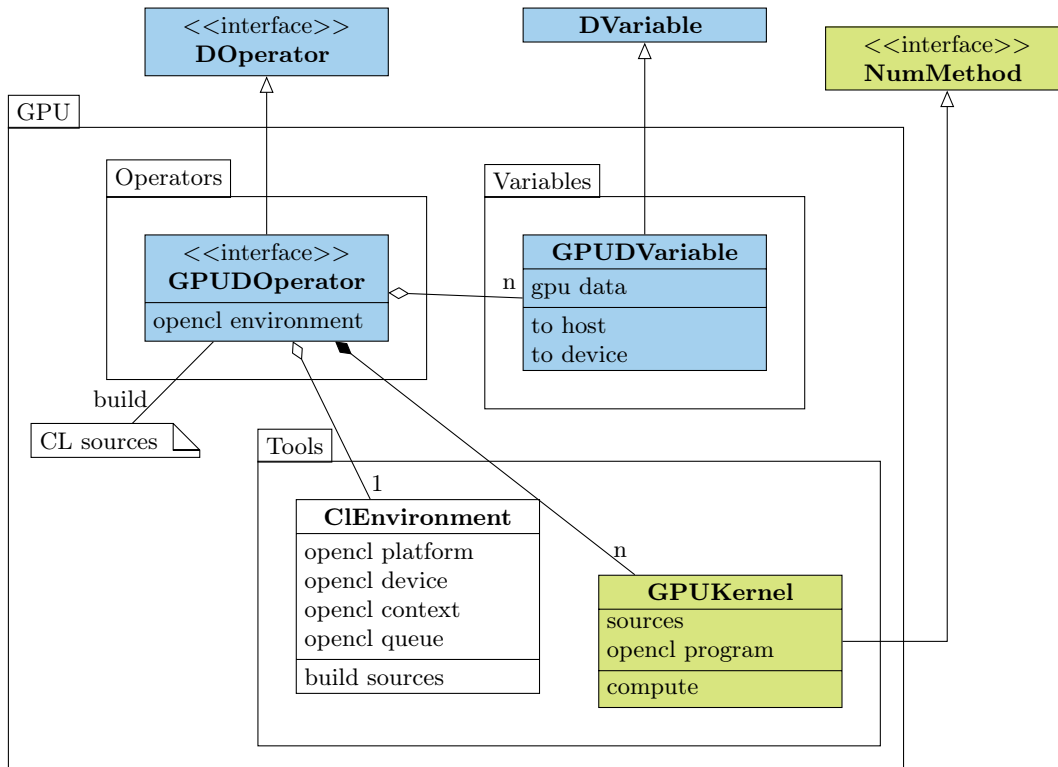 <<interface>>
DOperator
DVariable
<<interface>>
NumMethod
GPU
Operators
Variables
<<interface>>
GPUDOperator
opencl environment
n
GPUDVariable
gpu data
to host
to device
build
CL sources
Tools
1
ClEnvironment
opencl platform
opencl device
opencl context
opencl queue
build sources
n
GPUKernel
sources
opencl program
compute